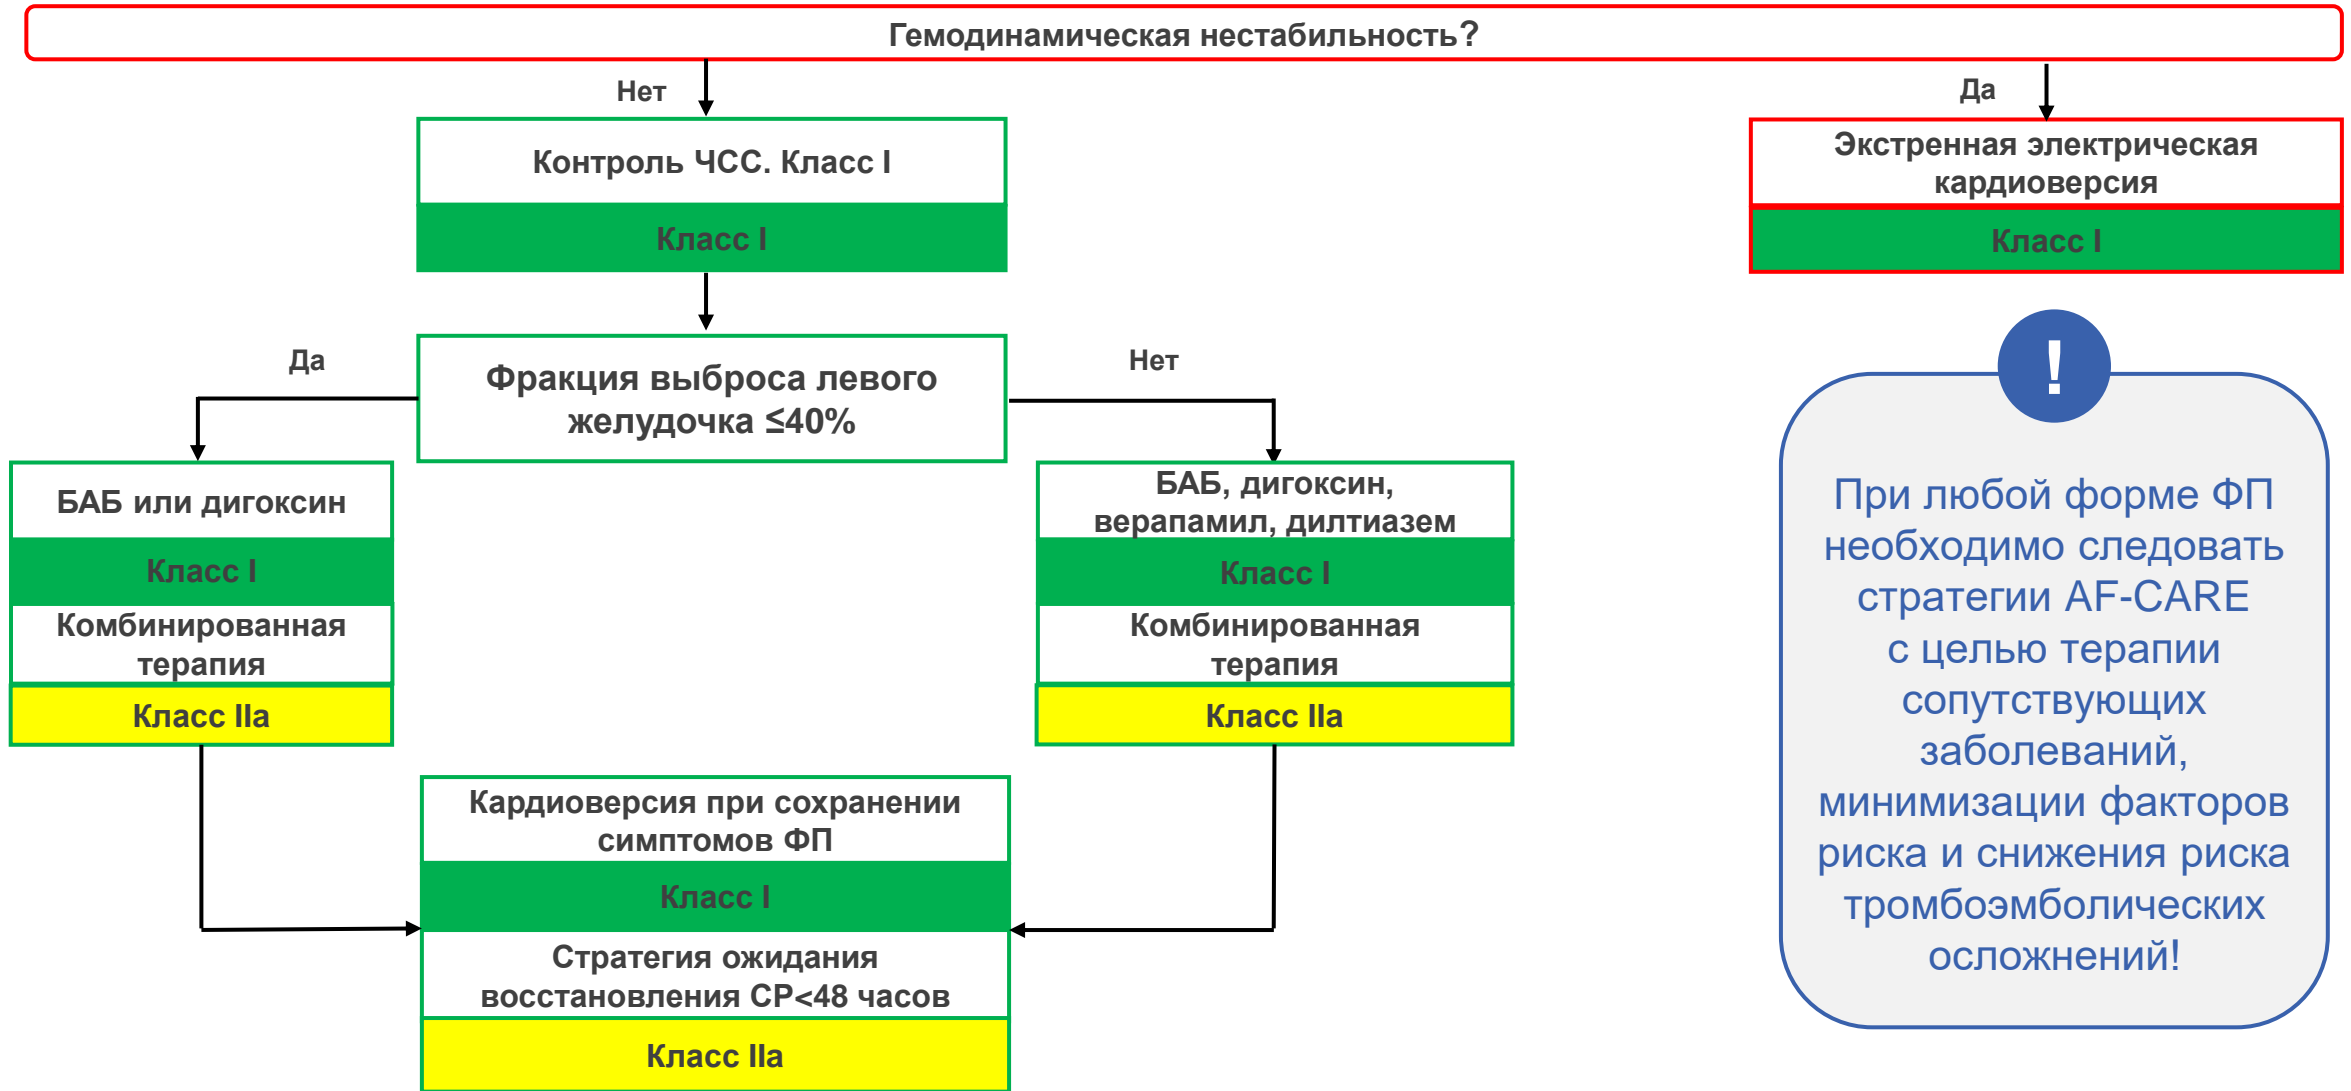 Гемодинамическая нестабильность?
Нет
Да
Контроль ЧСС. Класс I
Класс I
Экстренная электрическая
кардиоверсия
Класс I
Да
Фракция выброса левого
желудочка ≤40%
Нет
БАБ или дигоксин
Класс I
Комбинированная
терапия
Класс IIa
БАБ, дигоксин,
верапамил, дилтиазем
Класс I
Комбинированная
терапия
Класс IIa
Кардиоверсия при сохранении
симптомов ФП
Класс I
Стратегия ожидания
восстановления СР<48 часов
Класс IIa
!
При любой форме ФП
необходимо следовать
стратегии AF-CARE
с целью терапии
сопутствующих
заболеваний,
минимизации факторов
риска и снижения риска
тромбоэмболических
осложнений!